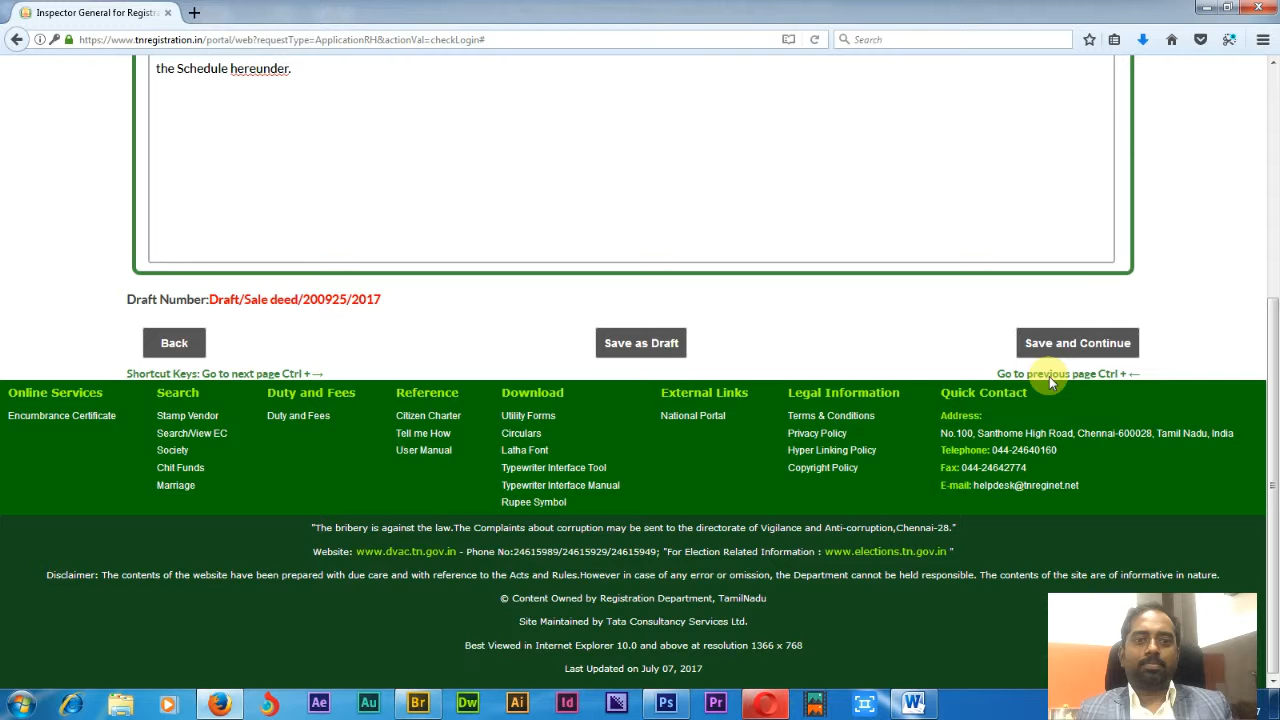 Inspector General for Registra
https://www.tnregistration.in/portal/web?requestType=ApplicationRH&actionVal=checkLogin#
Search
the Schedule hereunder.
Draft Number:Draft/Sale deed/200925/2017
Back
Save as Draft
Save and Continue
Shortcut Keys: Go to next page Ctrl + →
Go to previous page Ctrl + ←
Online Services
Search
Duty and Fees
Reference
Download
External Links
Legal Information
Quick Contact
Encumbrance Certificate
Stamp Vendor
Duty and Fees
Citizen Charter
Utility Forms
National Portal
Terms & Conditions
Address:
Search/View EC
Tell me How
Circulars
Privacy Policy
No.100, Santhome High Road, Chennai-600028, Tamil Nadu, India
Society
User Manual
Latha Font
Hyper Linking Policy
Telephone: 044-24640160
Chit Funds
Typewriter Interface Tool
Copyright Policy
Fax: 044-24642774
Marriage
Typewriter Interface Manual
E-mail: helpdesk@tnreginet.net
Rupee Symbol
"The bribery is against the law.The Complaints about corruption may be sent to the directorate of Vigilance and Anti-corruption,Chennai-28."
Website: www.dvac.tn.gov.in - Phone No:24615989/24615929/24615949; "For Election Related Information : www.elections.tn.gov.in "
Disclaimer: The contents of the website have been prepared with due care and with reference to the Acts and Rules.However in case of any error or omission, the Department cannot be held responsible. The contents of the site are of informative in nature.
© Content Owned by Registration Department, TamilNadu
Site Maintained by Tata Consultancy Services Ltd.
Best Viewed in Internet Explorer 10.0 and above at resolution 1366 x 768
Last Updated on July 07, 2017
Ae
Au
Br
Dw
Ai
Id
Ps
Pr
W
7